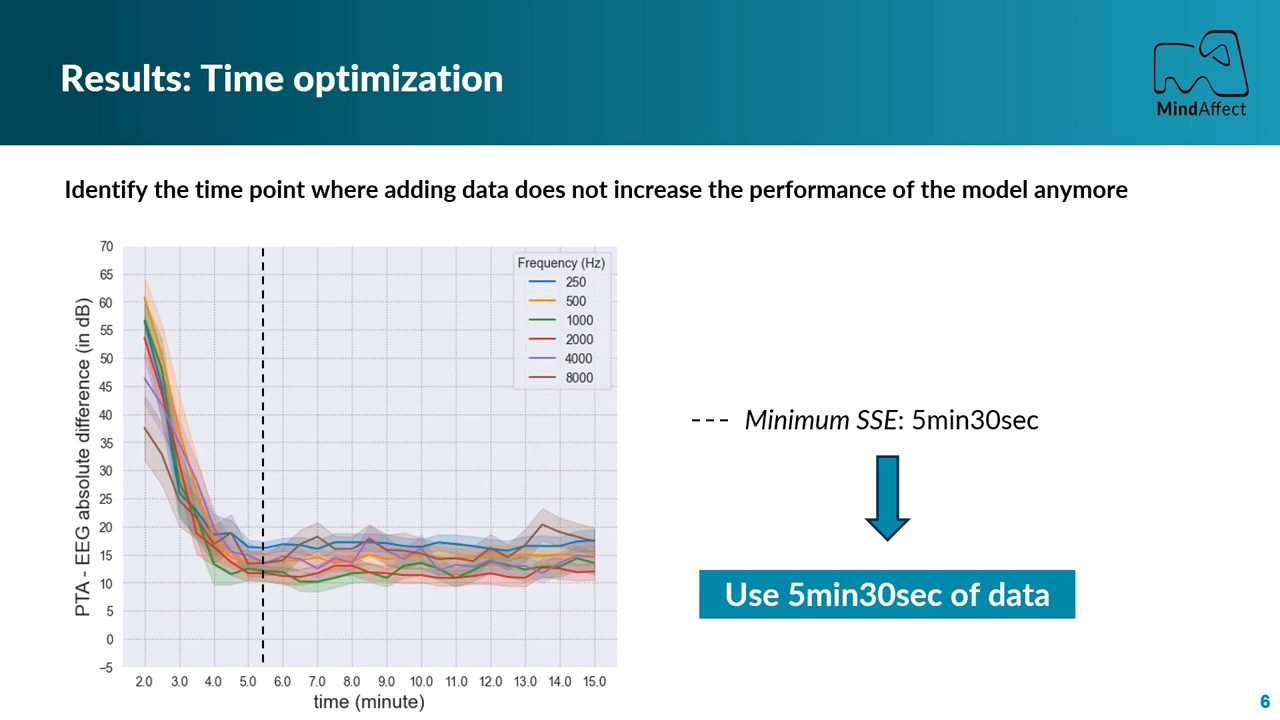 Results: Time optimization
MindAffect
Identify the time point where adding data does not increase the performance of the model anymore
PTA - EEG absolute difference (in dB)
70
65
60
55
50
45
40
35
30
25
20
15
10
5
0
−5
Frequency (Hz)
250
500
1000
2000
4000
8000
2.0 3.0 4.0 5.0 6.0 7.0 8.0 9.0 10.0 11.0 12.0 13.0 14.0 15.0
time (minute)
--- Minimum SSE: 5min30sec
Use 5min30sec of data
6